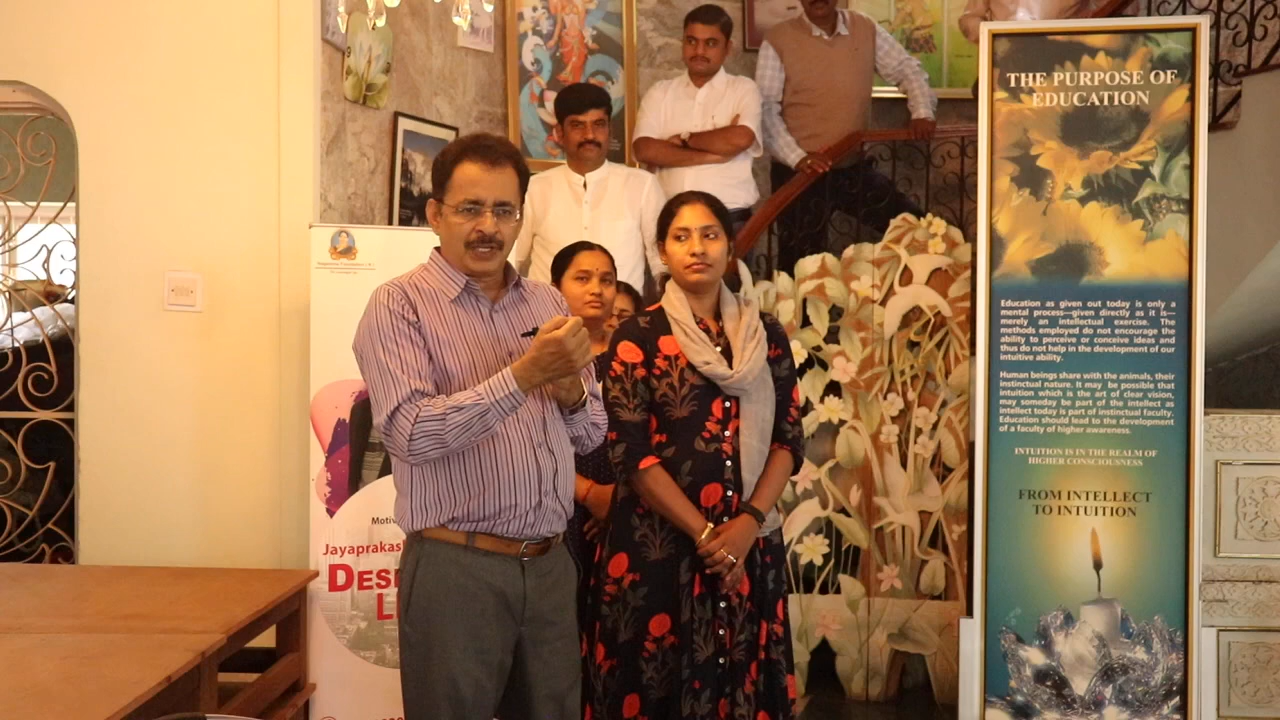 Motiv
Jayaprakas
DES
L
THE PURPOSE OF
EDUCATION
Education as given out today is only a
mental process—given directly as it is—
merely an intellectual exercise. The
methods employed do not encourage the
ability to perceive or conceive ideas and
thus do not help in the development of our
intuitive ability.
Human beings share with the animals, their
instinctual nature. It may be possible that
intuition which is the art of clear vision,
may someday be part of the intellect as
intellect today is part of instinctual faculty.
Education should lead to the development
of a faculty of higher awareness.
INTUITION IS IN THE REALM OF
HIGHER CONSCIOUSNESS
FROM INTELLECT
TO INTUITION